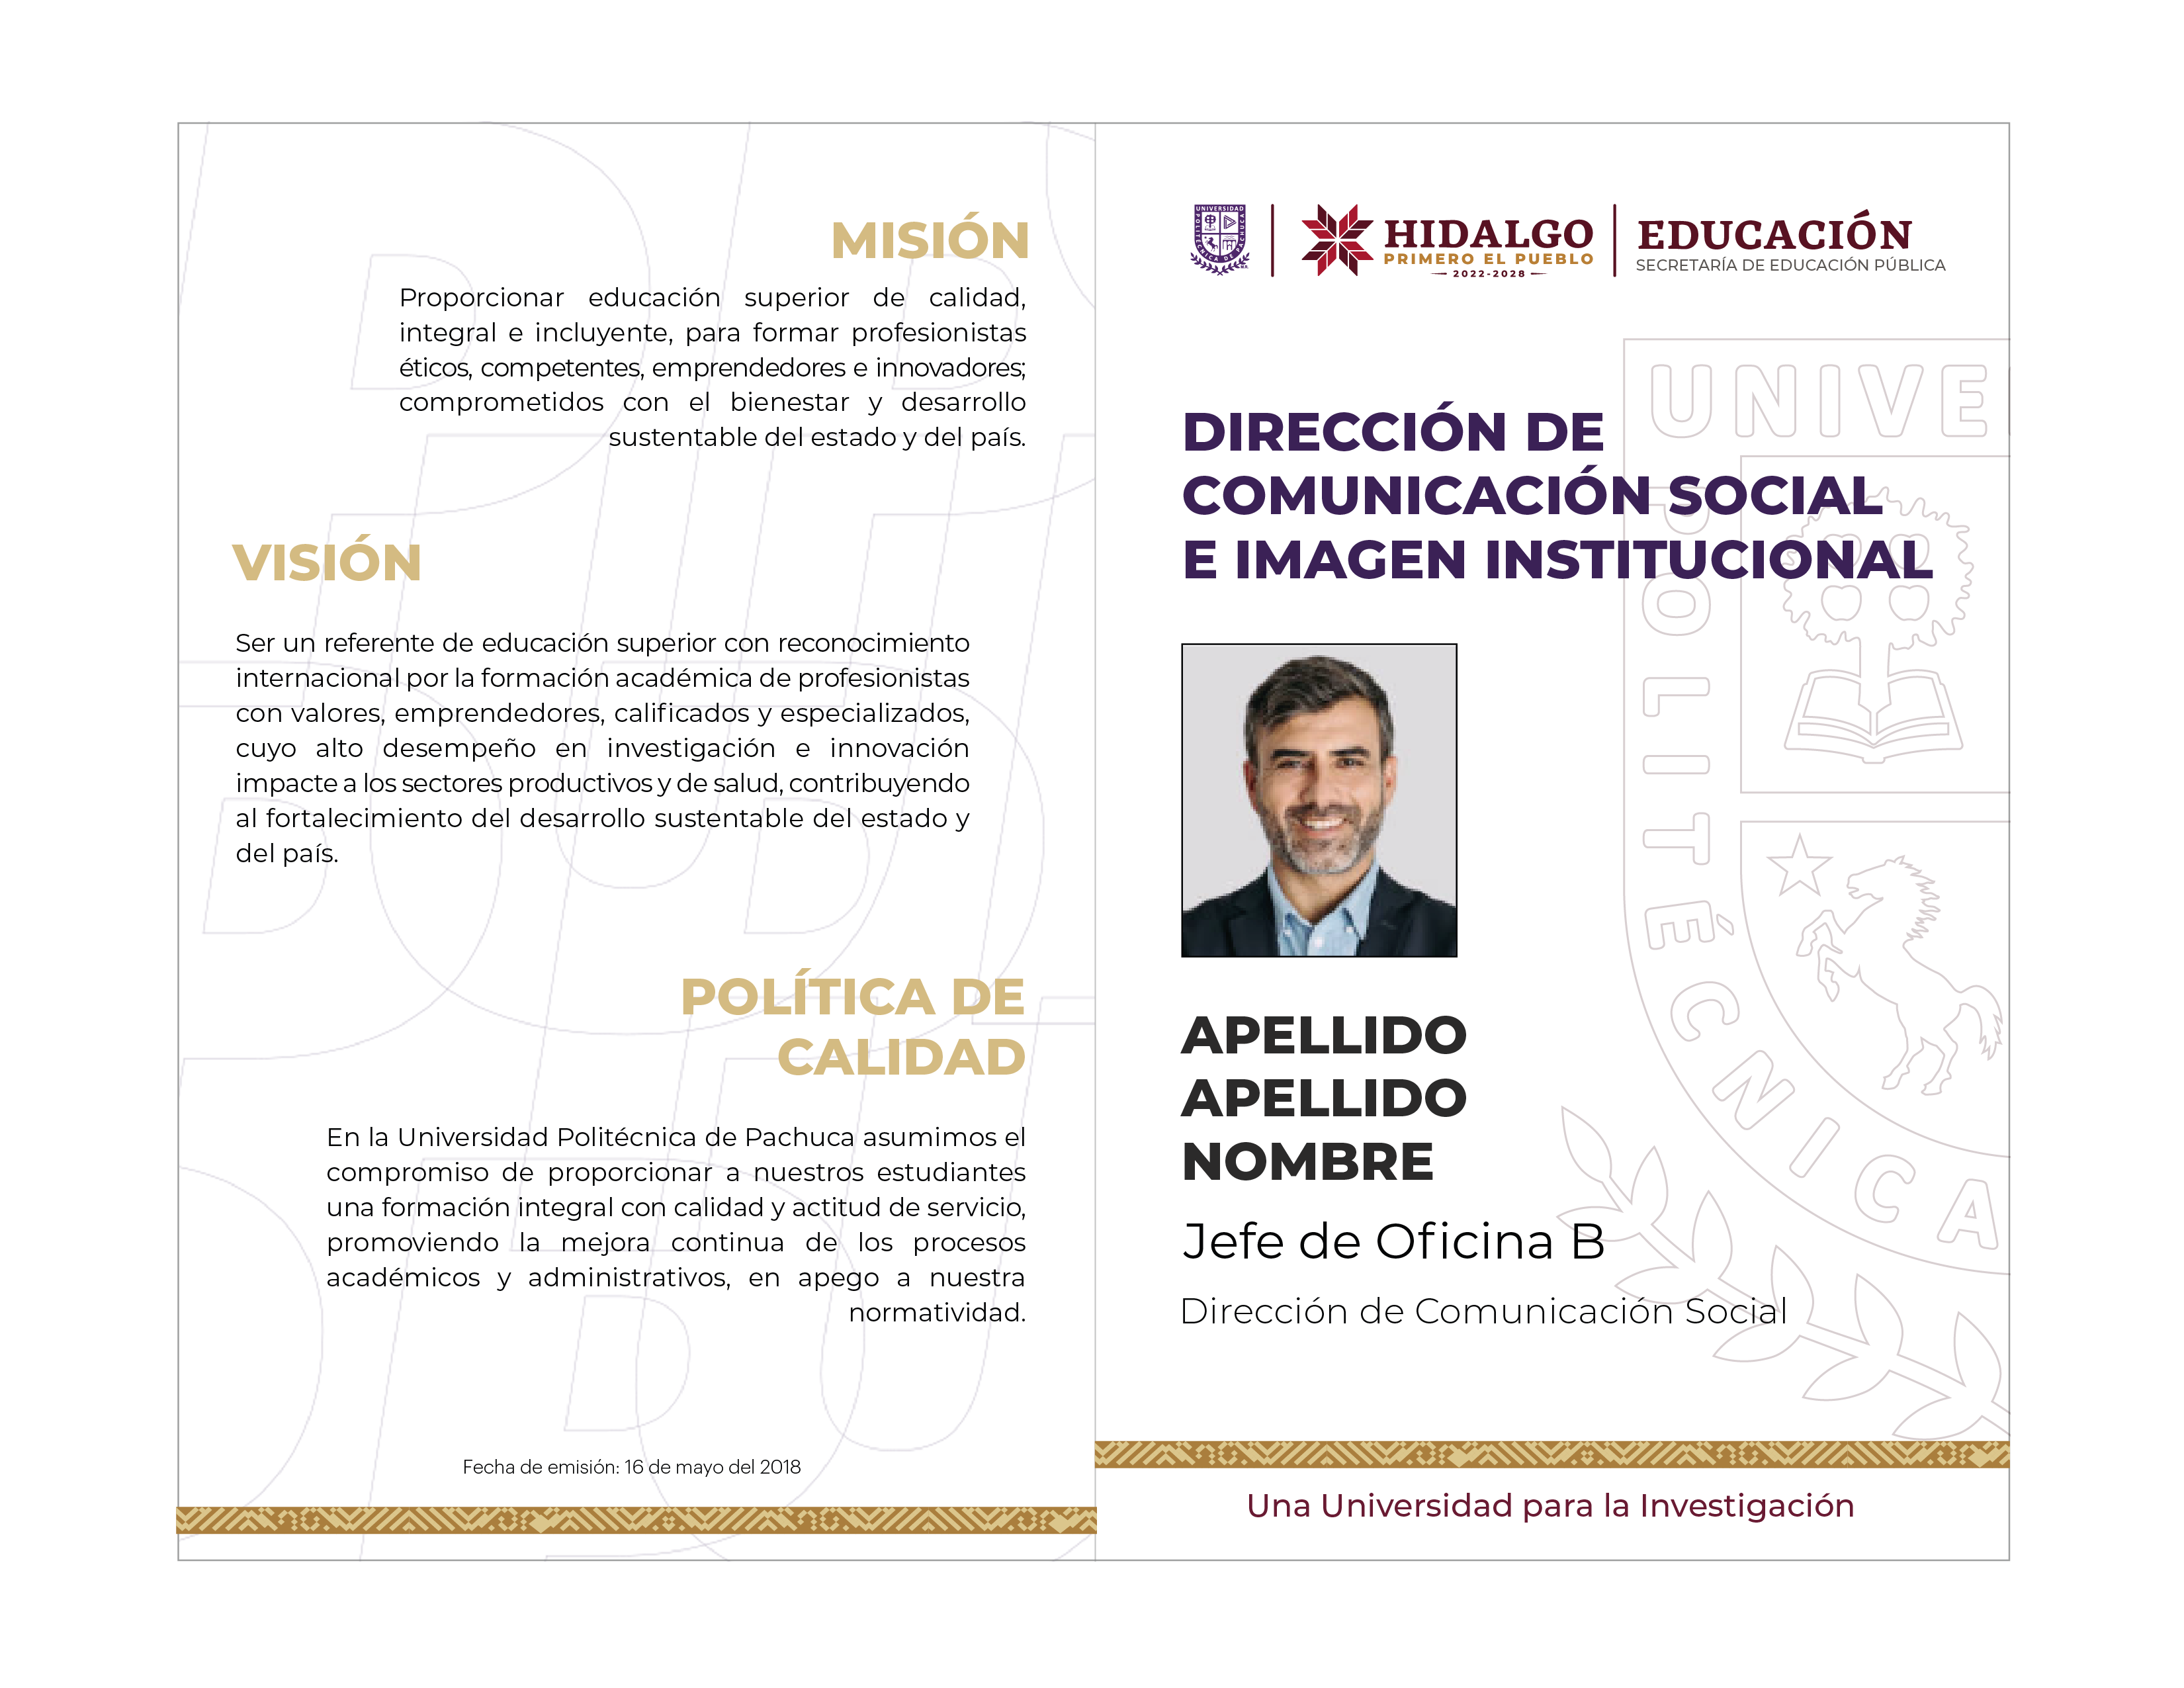 MISIÓN
Proporcionar educación superior de calidad,
integral e incluyente, para formar profesionistas
éticos, competentes, emprendedores e innovadores;
comprometidos con el bienestar y desarrollo
sustentable del estado y del país.
VISIÓN
Ser un referente de educación superior con reconocimiento
internacional por la formación académica de profesionistas
con valores, emprendedores, calificados y especializados,
cuyo alto desempeño en investigación e innovación
impacte a los sectores productivos y de salud, contribuyendo
al fortalecimiento del desarrollo sustentable del estado y
del país.
POLÍTICA DE
CALIDAD
En la Universidad Politécnica de Pachuca asumimos el
compromiso de proporcionar a nuestros estudiantes
una formación integral con calidad y actitud de servicio,
promoviendo la mejora continua de los procesos
académicos y administrativos, en apego a nuestra
normatividad.
Fecha de emisión: 16 de mayo del 2018
UNIVERSIDAD
POLITÉCNICA DE PACHUCA
HIDALGO
PRIMERO EL PUEBLO
2022-2028
EDUCACIÓN
SECRETARÍA DE EDUCACIÓN PÚBLICA
UNIVE
POLITÉCNICA
DIRECCIÓN DE
COMUNICACIÓN SOCIAL
E IMAGEN INSTITUCIONAL
APELLIDO
APELLIDO
NOMBRE
Jefe de Oficina B
Dirección de Comunicación Social
Una Universidad para la Investigación